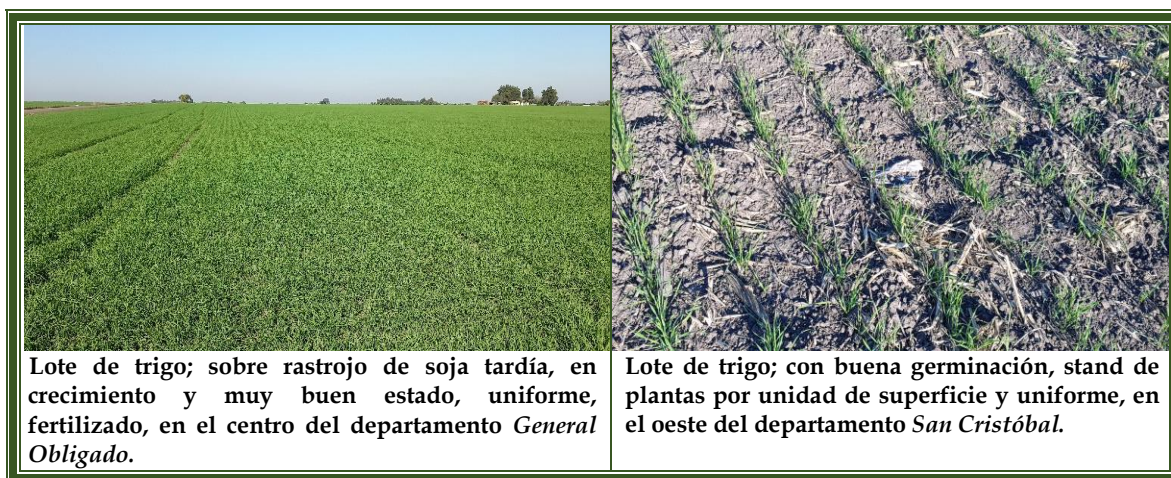 Lote de trigo; sobre rastrojo de soja tardía, en
crecimiento y muy buen estado, uniforme,
fertilizado, en el centro del departamento General
Obligado.
Lote de trigo; con buena germinación, stand de
plantas por unidad de superficie y uniforme, en
el oeste del departamento San Cristóbal.